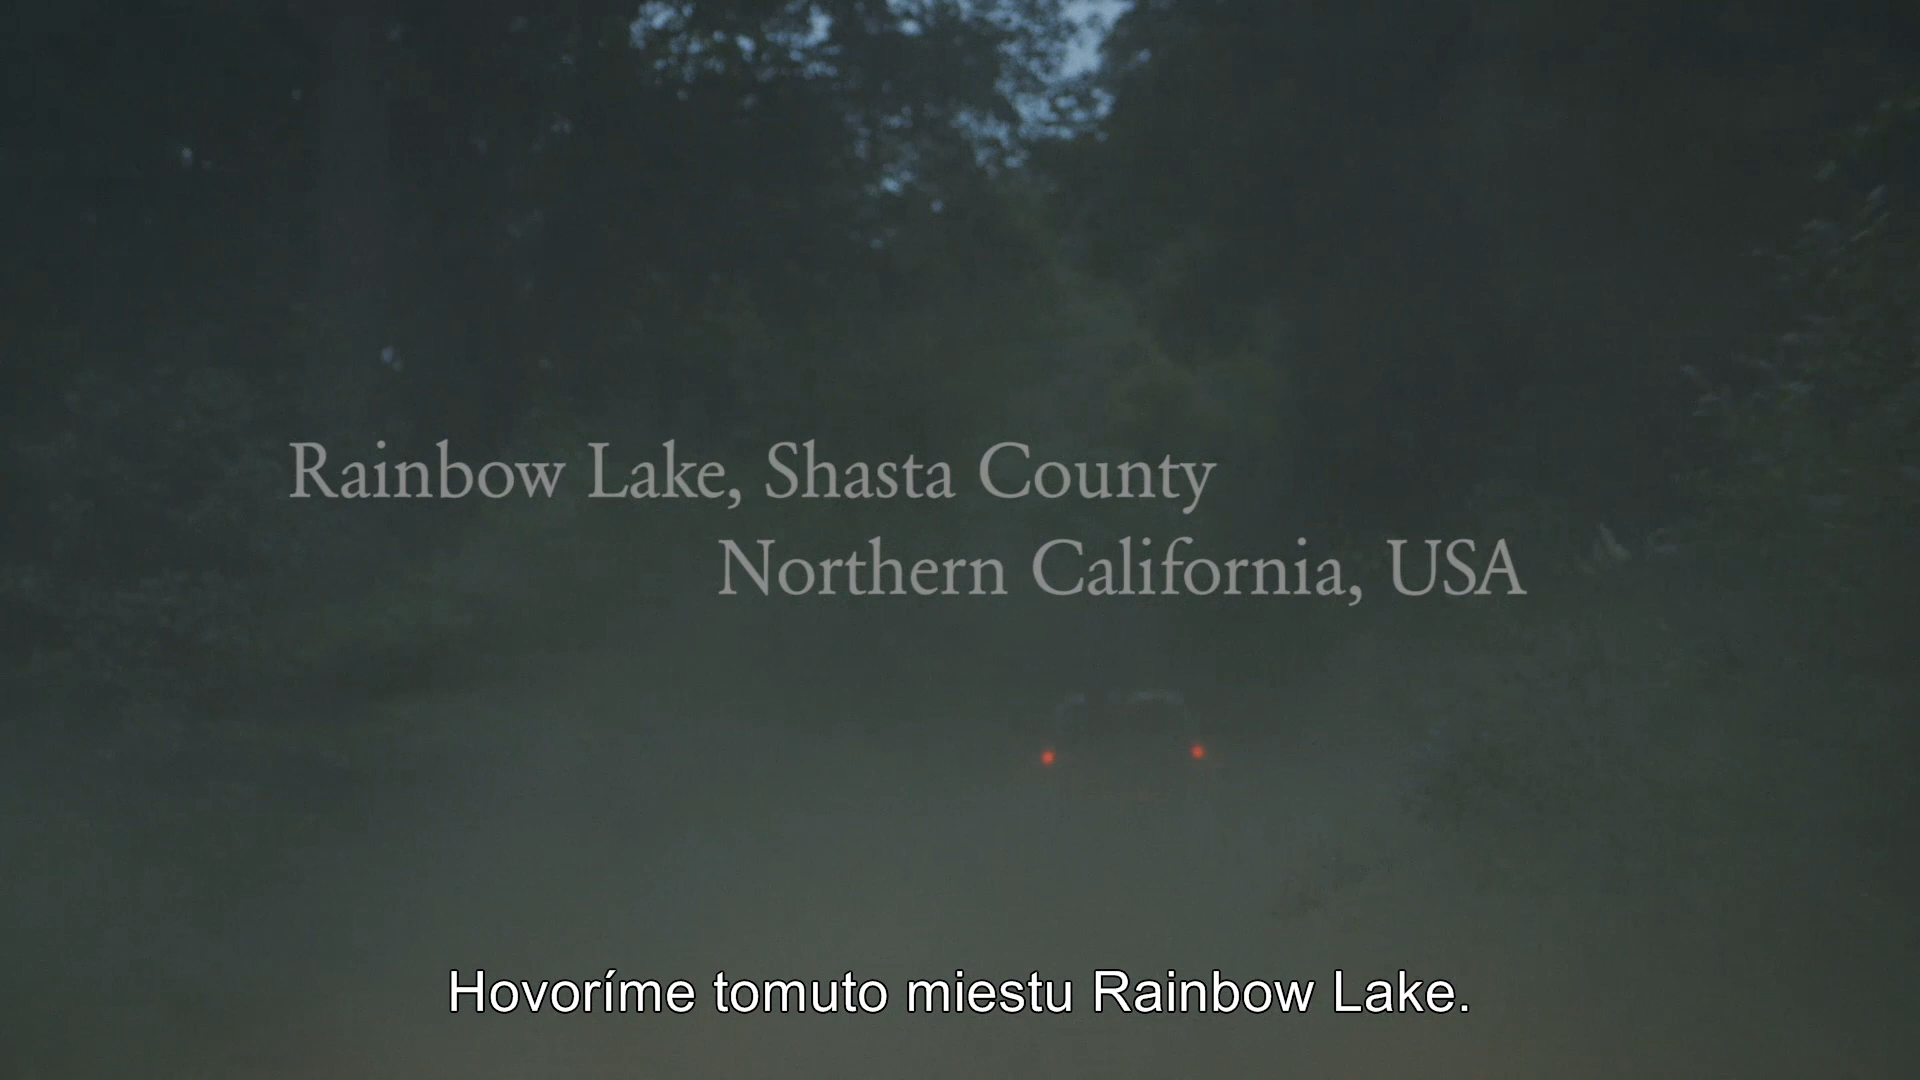 Rainbow Lake, Shasta County
Northern California, USA
Hovoríme tomuto miestu Rainbow Lake.